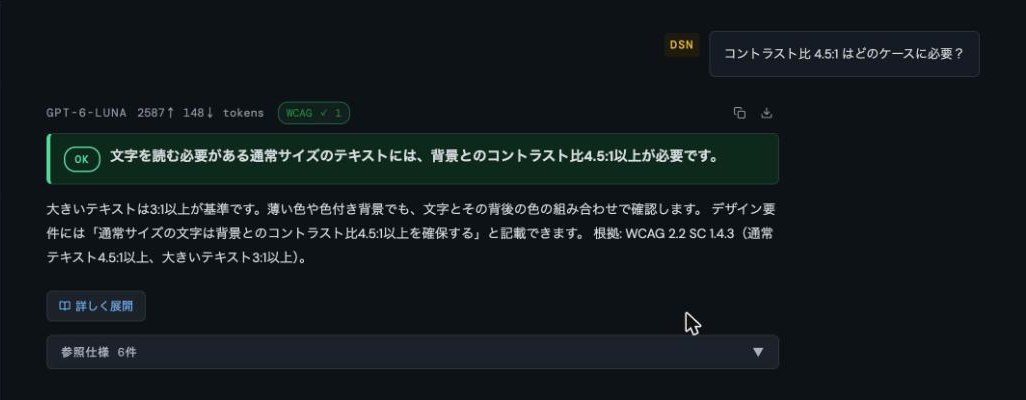 DSN
コントラスト比 4.5:1 はどのケースに必要？
GPT-6-LUNA 2587↑ 148↓ tokens WCAG ✓ 1
OK 文字を読む必要がある通常サイズのテキストには、背景とのコントラスト比4.5:1以上が必要です。
大きいテキストは3:1以上が基準です。薄い色や色付き背景でも、文字とその背後の色の組み合わせで確認します。 デザイン要
件には「通常サイズの文字は背景とのコントラスト比4.5:1以上を確保する」と記載できます。 根拠: WCAG 2.2 SC 1.4.3（通常
テキスト4.5:1以上、大きいテキスト3:1以上）。
詳しく展開
参照仕様 6件 ▼